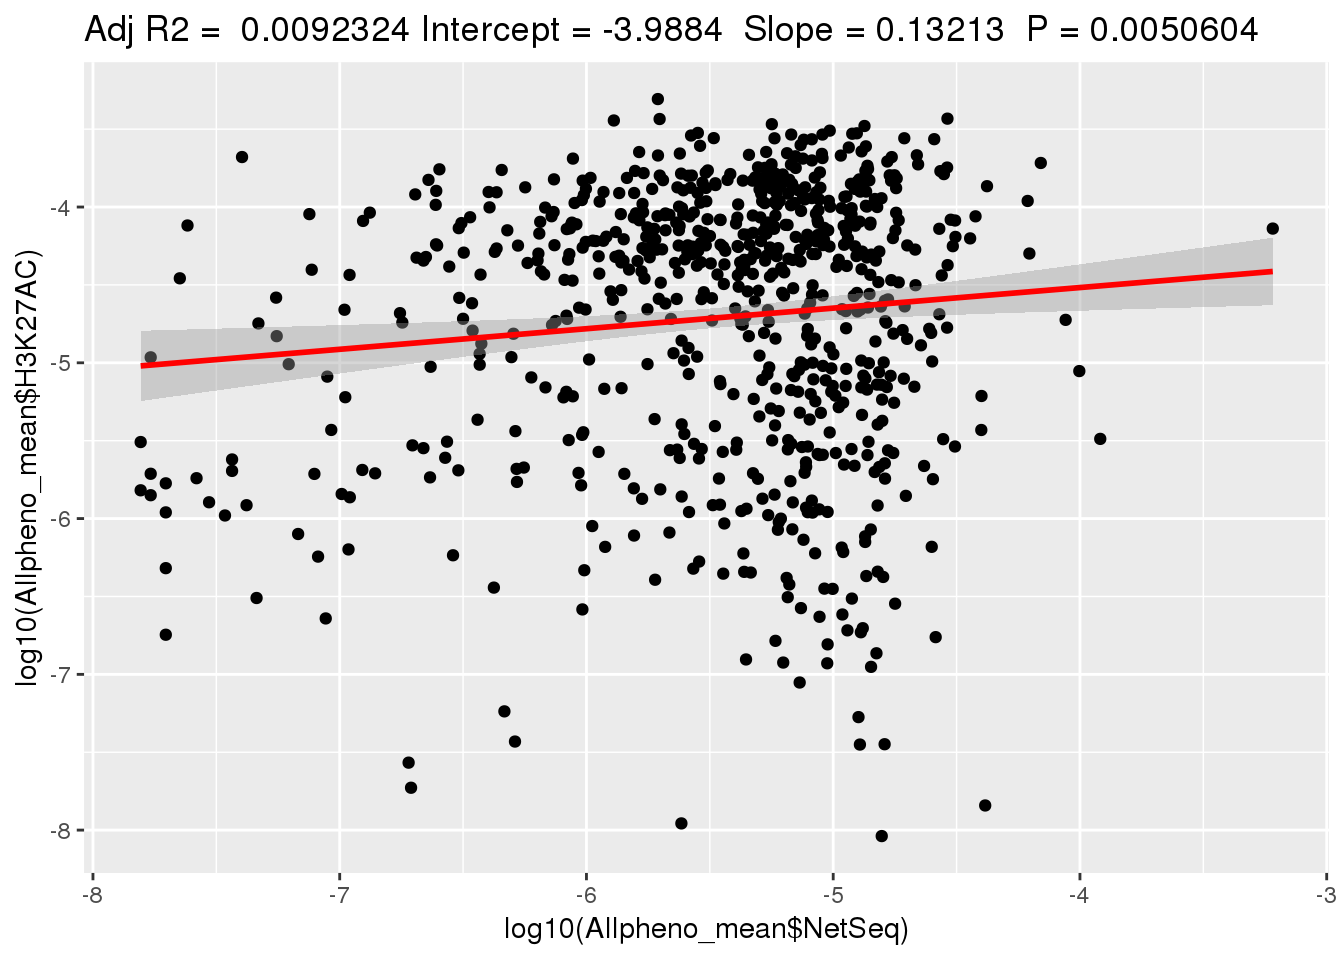 Adj R2 =  0.0092324 Intercept = -3.9884  Slope = 0.13213  P = 0.0050604
log10(Allpheno_mean$H3K27AC)
-4
-5
-6
-7
-8
-8 -7 -6 -5 -4 -3
log10(Allpheno_mean$NetSeq)